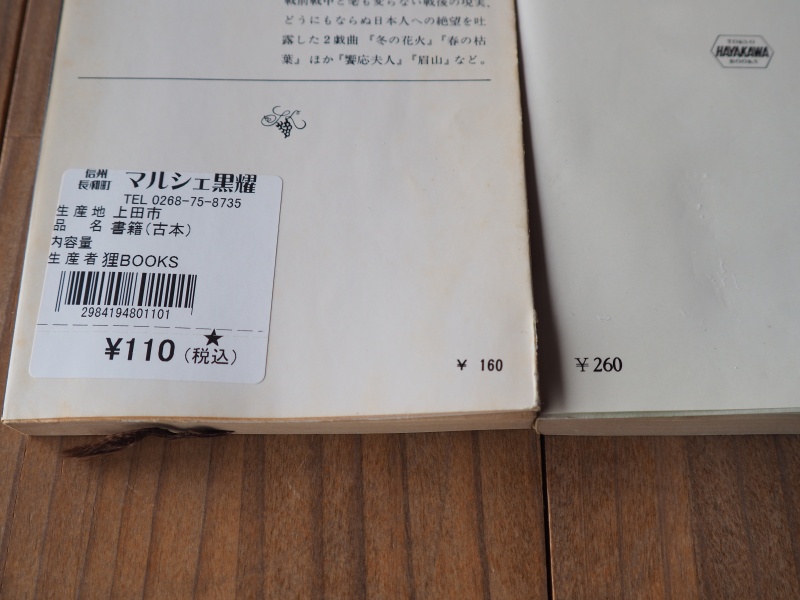 戦前戦中と毫も変らない戦後の現実、
どうにもならぬ日本人への絶望を吐
露した2戯曲『冬の花火』『春の枯
葉』ほか『饗応夫人』『眉山』など。
信州
長和町
マルシェ黒耀
TEL 0268-75-8735
生産地 上田市
品 名 書籍(古本)
内容量
生産者 狸BOOKS
2984194801101
★
¥110(税込)
¥ 160
HAYAKAWA
BOOKS
¥260